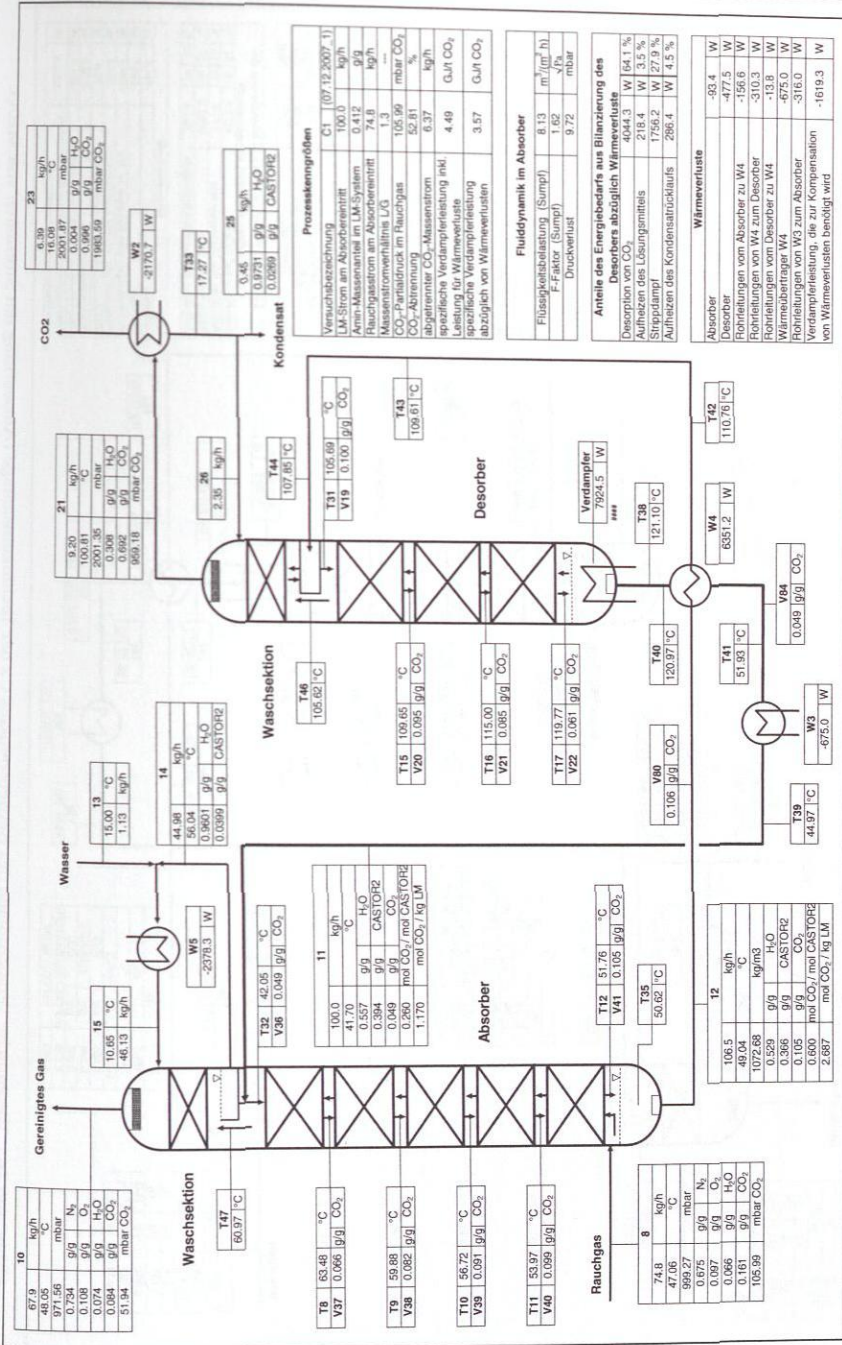 10
67.9 kg/h
48.05 °C
971.56 mbar
0.734 g/g N₂
0.108 g/g O₂
0.074 g/g H₂O
0.084 g/g CO₂
51.94 mbar CO₂
Gereinigtes Gas
Waschsektion
T47
60.97 °C
T8 63.48 °C
V37 0.066 g/g CO₂
T9 59.88 °C
V38 0.082 g/g CO₂
T10 56.72 °C
V39 0.091 g/g CO₂
T11 53.97 °C
V40 0.099 g/g CO₂
Rauchgas
8
74.8 kg/h
47.06 °C
999.27 mbar
0.675 g/g N₂
0.097 g/g O₂
0.066 g/g H₂O
0.161 g/g CO₂
105.99 mbar CO₂
15
10.65 °C
46.13 kg/h
W5
-2378.3 W
Wasser
13
15.00 °C
1.13 kg/h
14
44.98 kg/h
56.04 °C
0.9601 g/g H₂O
0.0399 g/g CASTOR2
T32 42.05 °C
V36 0.049 g/g CO₂
11
100.0 kg/h
41.70 °C
0.557 g/g H₂O
0.394 g/g CASTOR2
0.049 g/g CO₂
0.260 mol CO₂ / mol CASTOR2
1.170 mol CO₂ / kg LM
Absorber
T12 51.76 °C
V41 0.105 g/g CO₂
T35
50.62 °C
12
106.5 kg/h
49.04 °C
1072.68 kg/m3
0.529 g/g H₂O
0.366 g/g CASTOR2
0.105 g/g CO₂
0.600 mol CO₂ / mol CASTOR2
2.687 mol CO₂ / kg LM
T39
44.97 °C
W3
-675.0 W
V80
0.106 g/g CO₂
T41
51.93 °C
V84
0.049 g/g CO₂
T40
120.97 °C
T38
121.10 °C
W4
6351.2 W
T42
110.76 °C
21
9.20 kg/h
100.81 °C
2001.35 mbar
0.308 g/g H₂O
0.692 g/g CO₂
959.18 mbar CO₂
Waschsektion
T46
105.62 °C
T15 109.65 °C
V20 0.095 g/g CO₂
T16 115.00 °C
V21 0.085 g/g CO₂
T17 119.77 °C
V22 0.061 g/g CO₂
26
2.35 kg/h
T44
107.85 °C
T31 105.69 °C
V19 0.100 g/g CO₂
T43
109.61 °C
Desorber
Verdampfer
7924.5 W
####
CO2
23
6.39 kg/h
16.08 °C
2001.87 mbar
0.004 g/g H₂O
0.996 g/g CO₂
1983.59 mbar CO₂
W2
-2170.7 W
T33
17.27 °C
25
0.45 kg/h
0.9731 g/g H₂O
0.0269 g/g CASTOR2
Kondensat
Prozesskenngrößen
Versuchsbezeichnung C1 (07.12.2007_1)
LM-Strom am Absorbereintritt 100.0 kg/h
Amin-Massenanteil im LM-System 0.412 g/g
Rauchgasstrom am Absorbereintritt 74.8 kg/h
Massenstromverhältnis L/G 1.3 ---
CO₂-Partialdruck im Rauchgas 105.99 mbar CO₂
CO₂-Abtrennung 52.81 %
abgetrennter CO₂-Massenstrom 6.37 kg/h
spezifische Verdampferleistung inkl.
Leistung für Wärmeverluste 4.49 GJ/t CO₂
spezifische Verdampferleistung
abzüglich von Wärmeverlusten 3.57 GJ/t CO₂
Fluiddynamik im Absorber
Flüssigkeitsbelastung (Sumpf) 8.13 m³/(m² h)
F-Faktor (Sumpf) 1.62 √Pa
Druckverlust 9.72 mbar
Anteile des Energiebedarfs aus Bilanzierung des
Desorbers abzüglich Wärmeverluste
Desorption von CO₂ 4044.3 W 64.1 %
Aufheizen des Lösungsmittels 218.4 W 3.5 %
Strippdampf 1756.2 W 27.9 %
Aufheizen des Kondensatrücklaufs 286.4 W 4.5 %
Wärmeverluste
Absorber -93.4 W
Desorber -477.5 W
Rohrleitungen vom Absorber zu W4 -156.6 W
Rohrleitungen von W4 zum Desorber -310.3 W
Rohrleitungen vom Desorber zu W4 -13.8 W
Wärmeübertrager W4 -675.0 W
Rohrleitungen von W3 zum Absorber -316.0 W
Verdampferleistung, die zur Kompensation
von Wärmeverlusten benötigt wird -1619.3 W